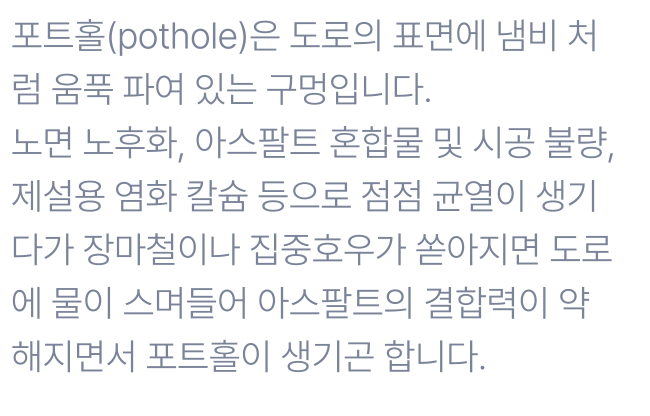 포트홀(pothole)은 도로의 표면에 냄비 처
럼 움푹 파여 있는 구멍입니다.
노면 노후화, 아스팔트 혼합물 및 시공 불량,
제설용 염화 칼슘 등으로 점점 균열이 생기
다가 장마철이나 집중호우가 쏟아지면 도로
에 물이 스며들어 아스팔트의 결합력이 약
해지면서 포트홀이 생기곤 합니다.